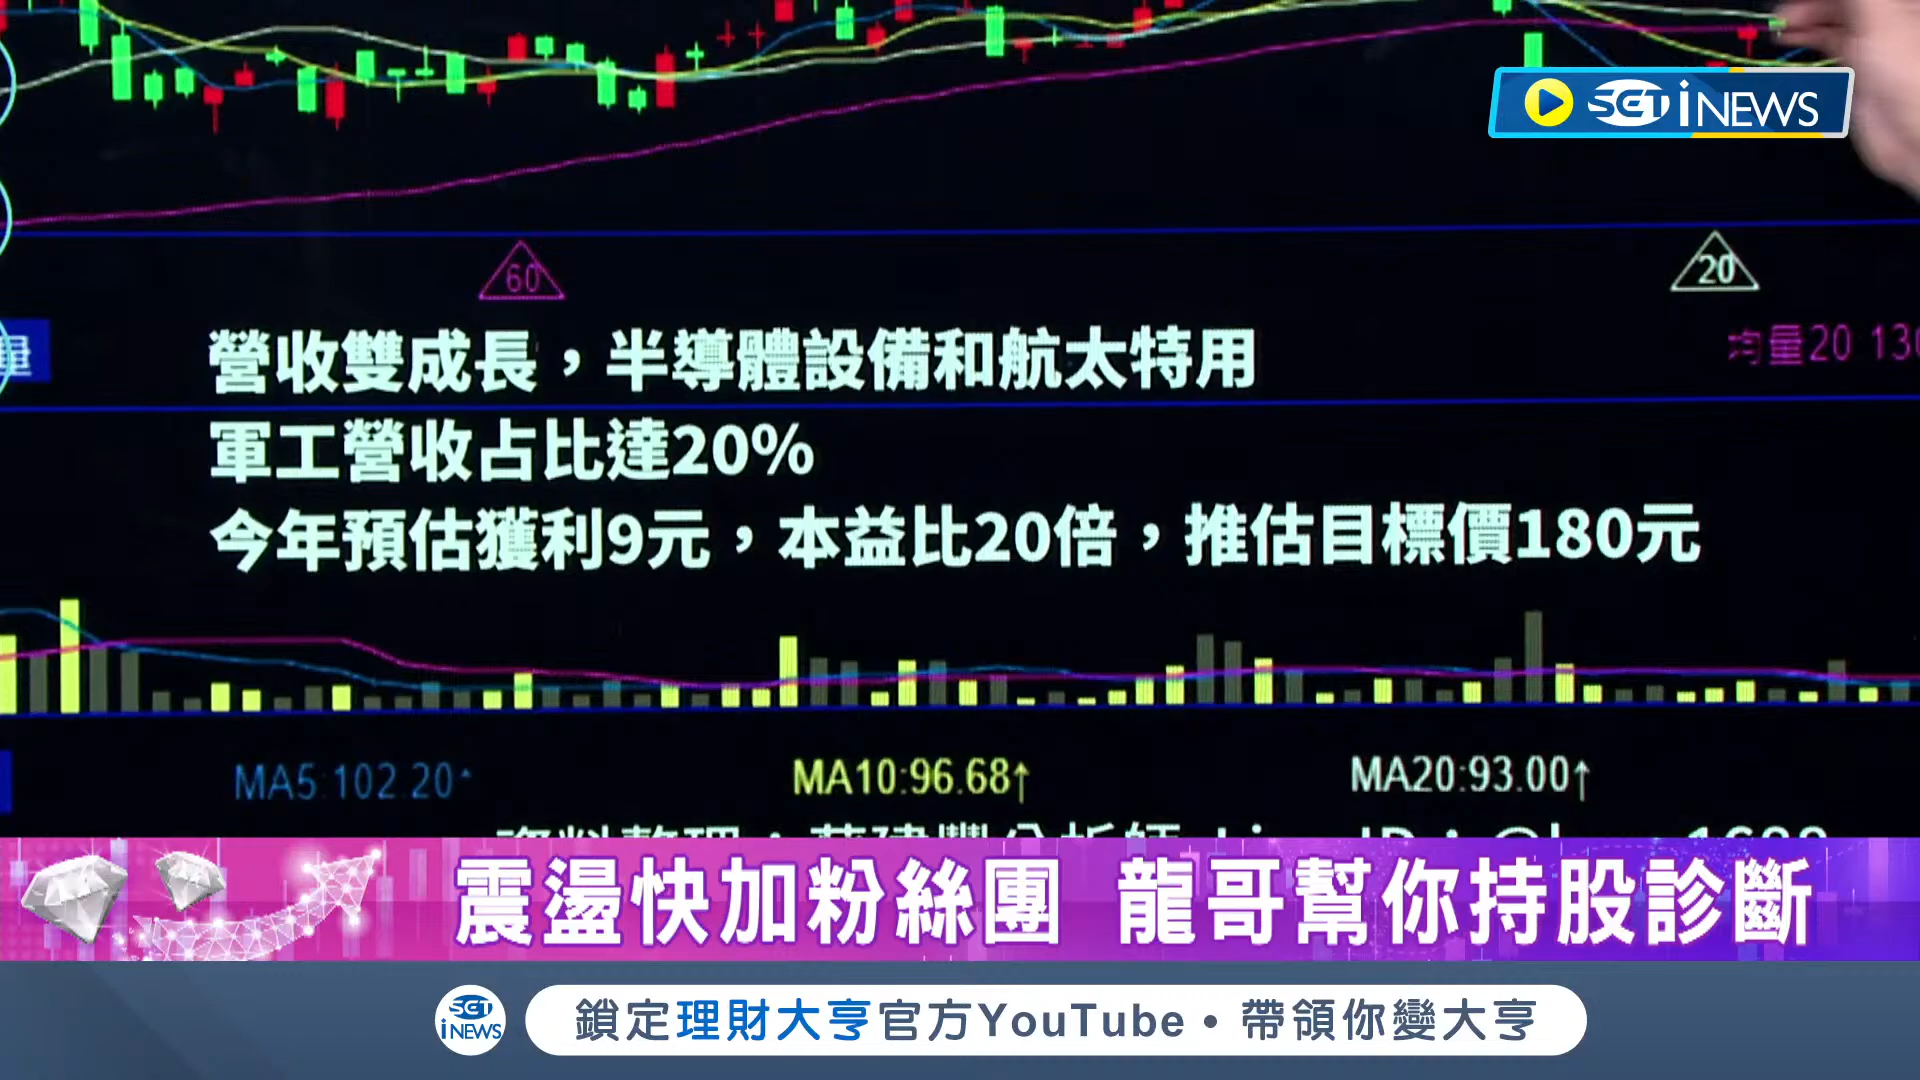 SET iNEWS
60
20
量
均量20 130
營收雙成長，半導體設備和航太特用
軍工營收占比達20%
今年預估獲利9元，本益比20倍，推估目標價180元
MA5:102.20
MA10:96.68↑
MA20:93.00↑
震盪快加粉絲團 龍哥幫你持股診斷
SET iNEWS
鎖定理財大亨官方YouTube•帶領你變大亨